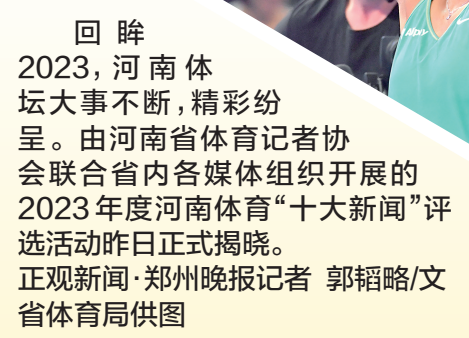 回眸
2023，河南体
坛大事不断，精彩纷
呈。由河南省体育记者协
会联合省内各媒体组织开展的
2023年度河南体育“十大新闻”评
选活动昨日正式揭晓。
正观新闻·郑州晚报记者 郭韬略/文
省体育局供图